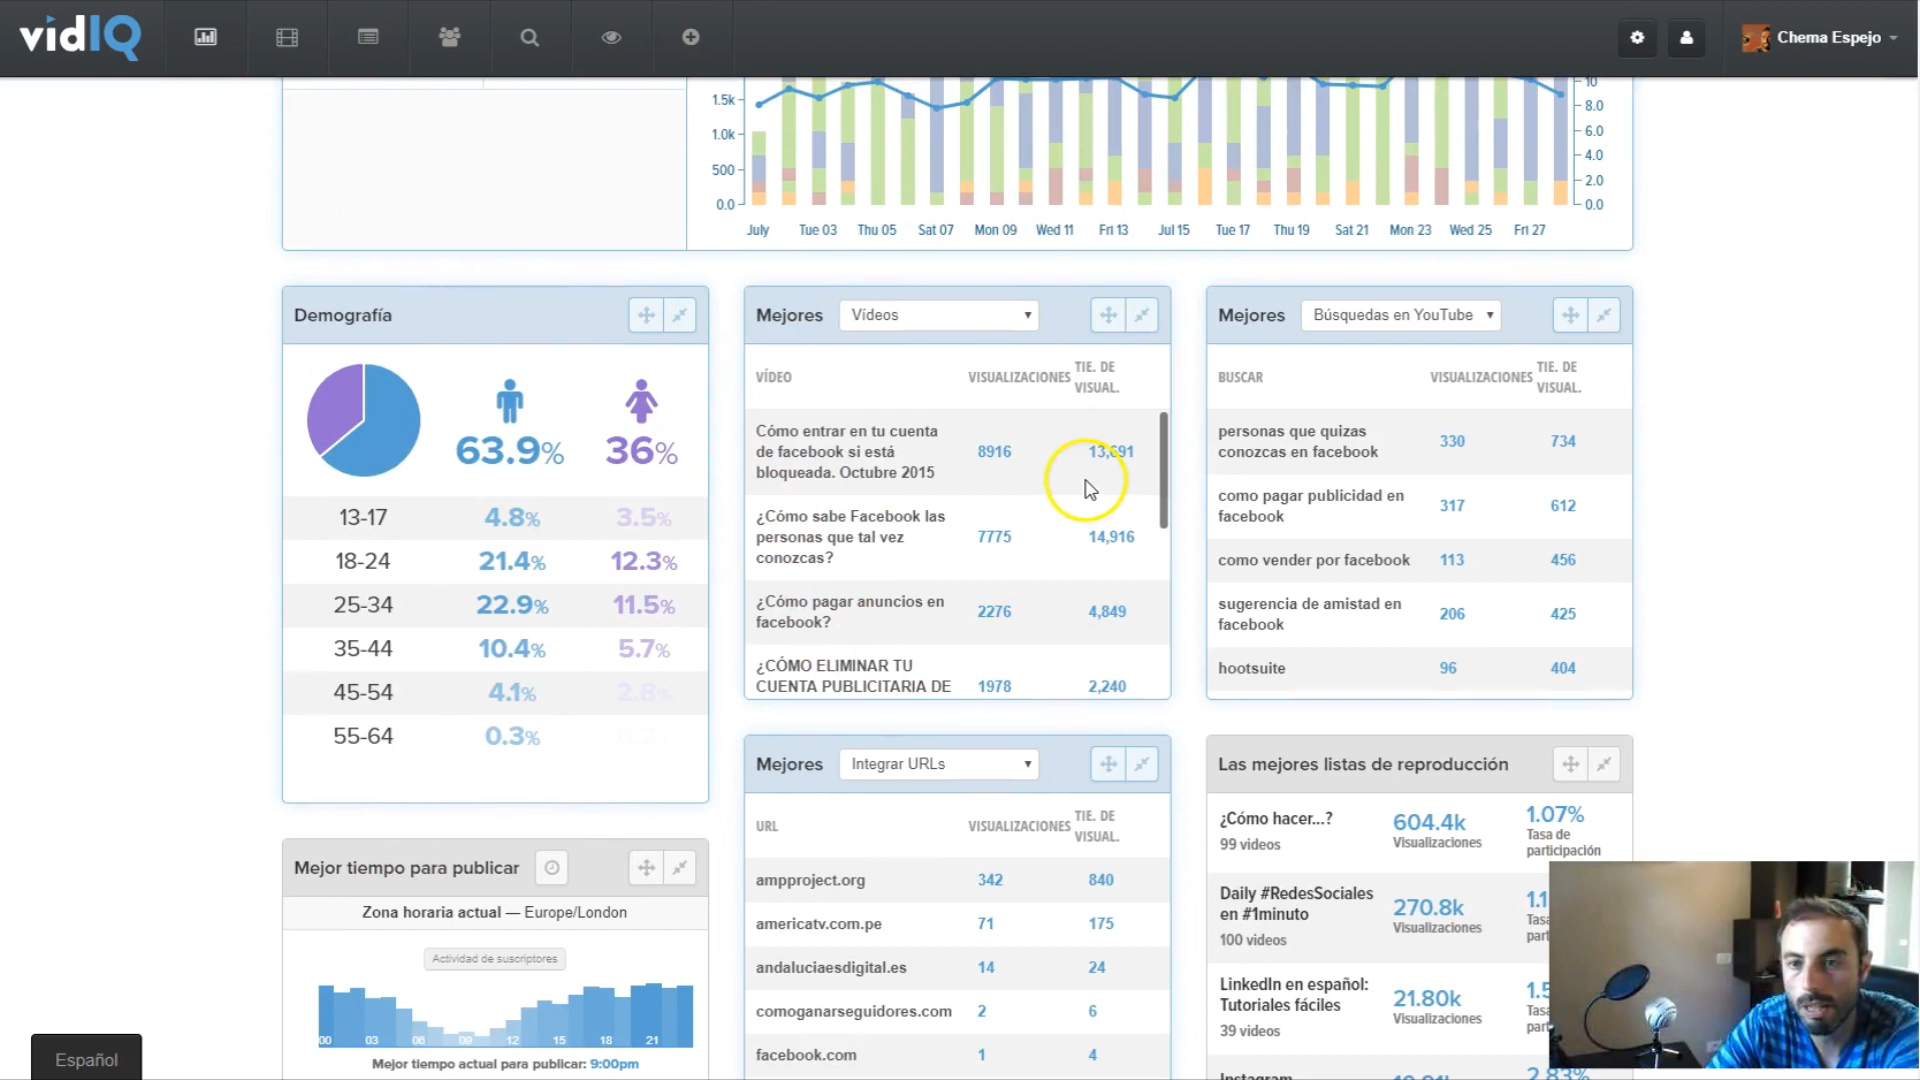 vidIQ
Chema Espejo
1.5k
1.0k
500
0.0
10
8.0
6.0
4.0
2.0
0.0
July Tue 03 Thu 05 Sat 07 Mon 09 Wed 11 Fri 13 Jul 15 Tue 17 Thu 19 Sat 21 Mon 23 Wed 25 Fri 27
Demografía
63.9% 36%
13-17 4.8% 3.5%
18-24 21.4% 12.3%
25-34 22.9% 11.5%
35-44 10.4% 5.7%
45-54 4.1% 2.8%
55-64 0.3%
Mejor tiempo para publicar
Zona horaria actual — Europe/London
Actividad de suscriptores
00 03 06 09 12 15 18 21
Mejor tiempo actual para publicar: 9:00pm
Español
Mejores Vídeos
VÍDEO VISUALIZACIONES TIE. DE
VISUAL.
Cómo entrar en tu cuenta
de facebook si está 8916 13,691
bloqueada. Octubre 2015
¿Cómo sabe Facebook las
personas que tal vez 7775 14,916
conozcas?
¿Cómo pagar anuncios en
facebook? 2276 4,849
¿CÓMO ELIMINAR TU
CUENTA PUBLICITARIA DE 1978 2,240
Mejores Integrar URLs
URL VISUALIZACIONES TIE. DE
VISUAL.
ampproject.org 342 840
americatv.com.pe 71 175
andaluciaesdigital.es 14 24
comoganarseguidores.com 2 6
facebook.com 1 4
Mejores Búsquedas en YouTube
BUSCAR VISUALIZACIONES TIE. DE
VISUAL.
personas que quizas
conozcas en facebook 330 734
como pagar publicidad en
facebook 317 612
como vender por facebook 113 456
sugerencia de amistad en
facebook 206 425
hootsuite 96 404
Las mejores listas de reproducción
¿Cómo hacer...? 604.4k 1.07%
99 videos Visualizaciones Tasa de
participación
Daily #RedesSociales
en #1minuto 270.8k
100 videos Visualizaciones
LinkedIn en español:
Tutoriales fáciles 21.80k
39 videos Visualizaciones
Instagram 2.83%